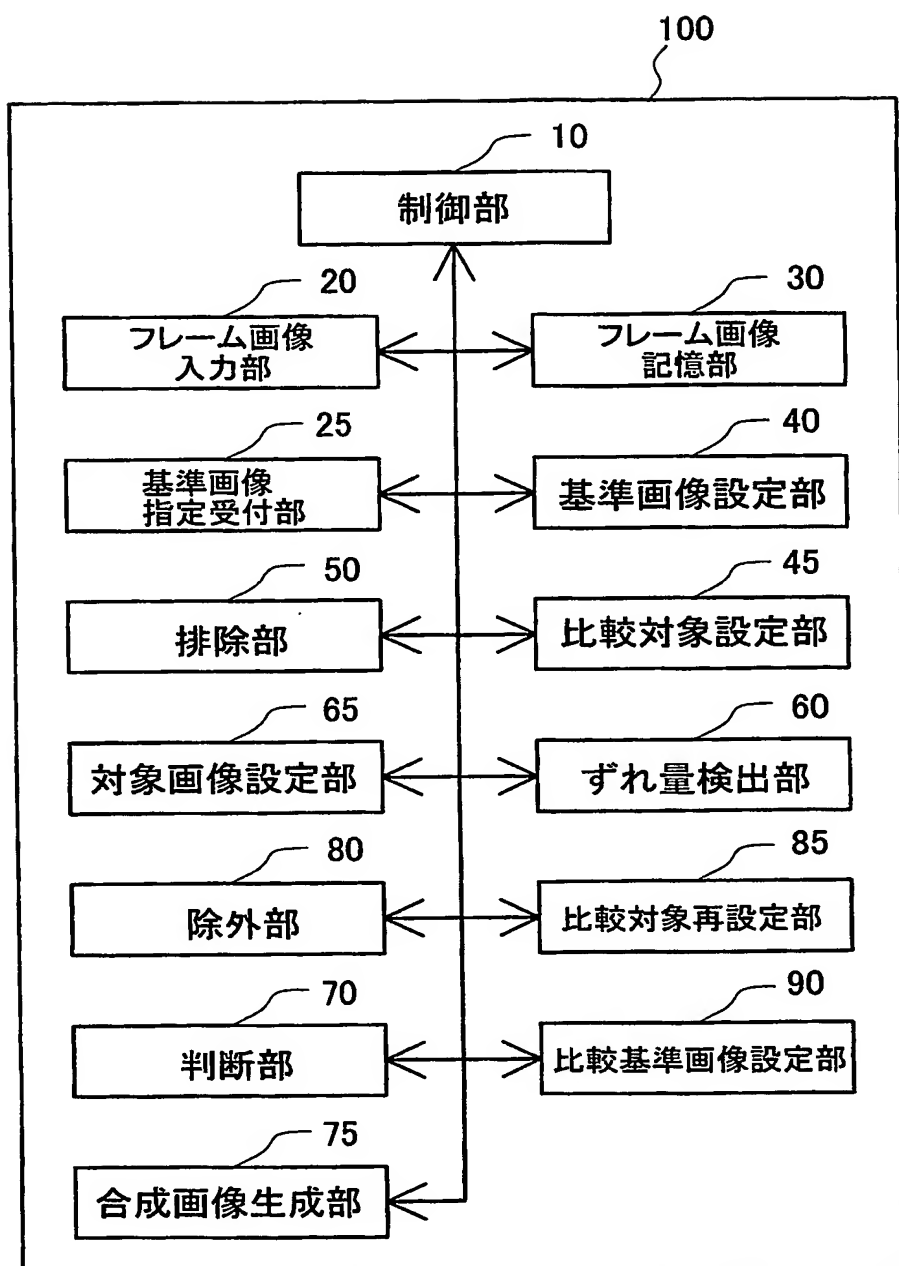 100
10
制御部
20
フレーム画像
入力部
30
フレーム画像
記憶部
25
基準画像
指定受付部
40
基準画像設定部
50
排除部
45
比較対象設定部
65
対象画像設定部
60
ずれ量検出部
80
除外部
85
比較対象再設定部
70
判断部
90
比較基準画像設定部
75
合成画像生成部